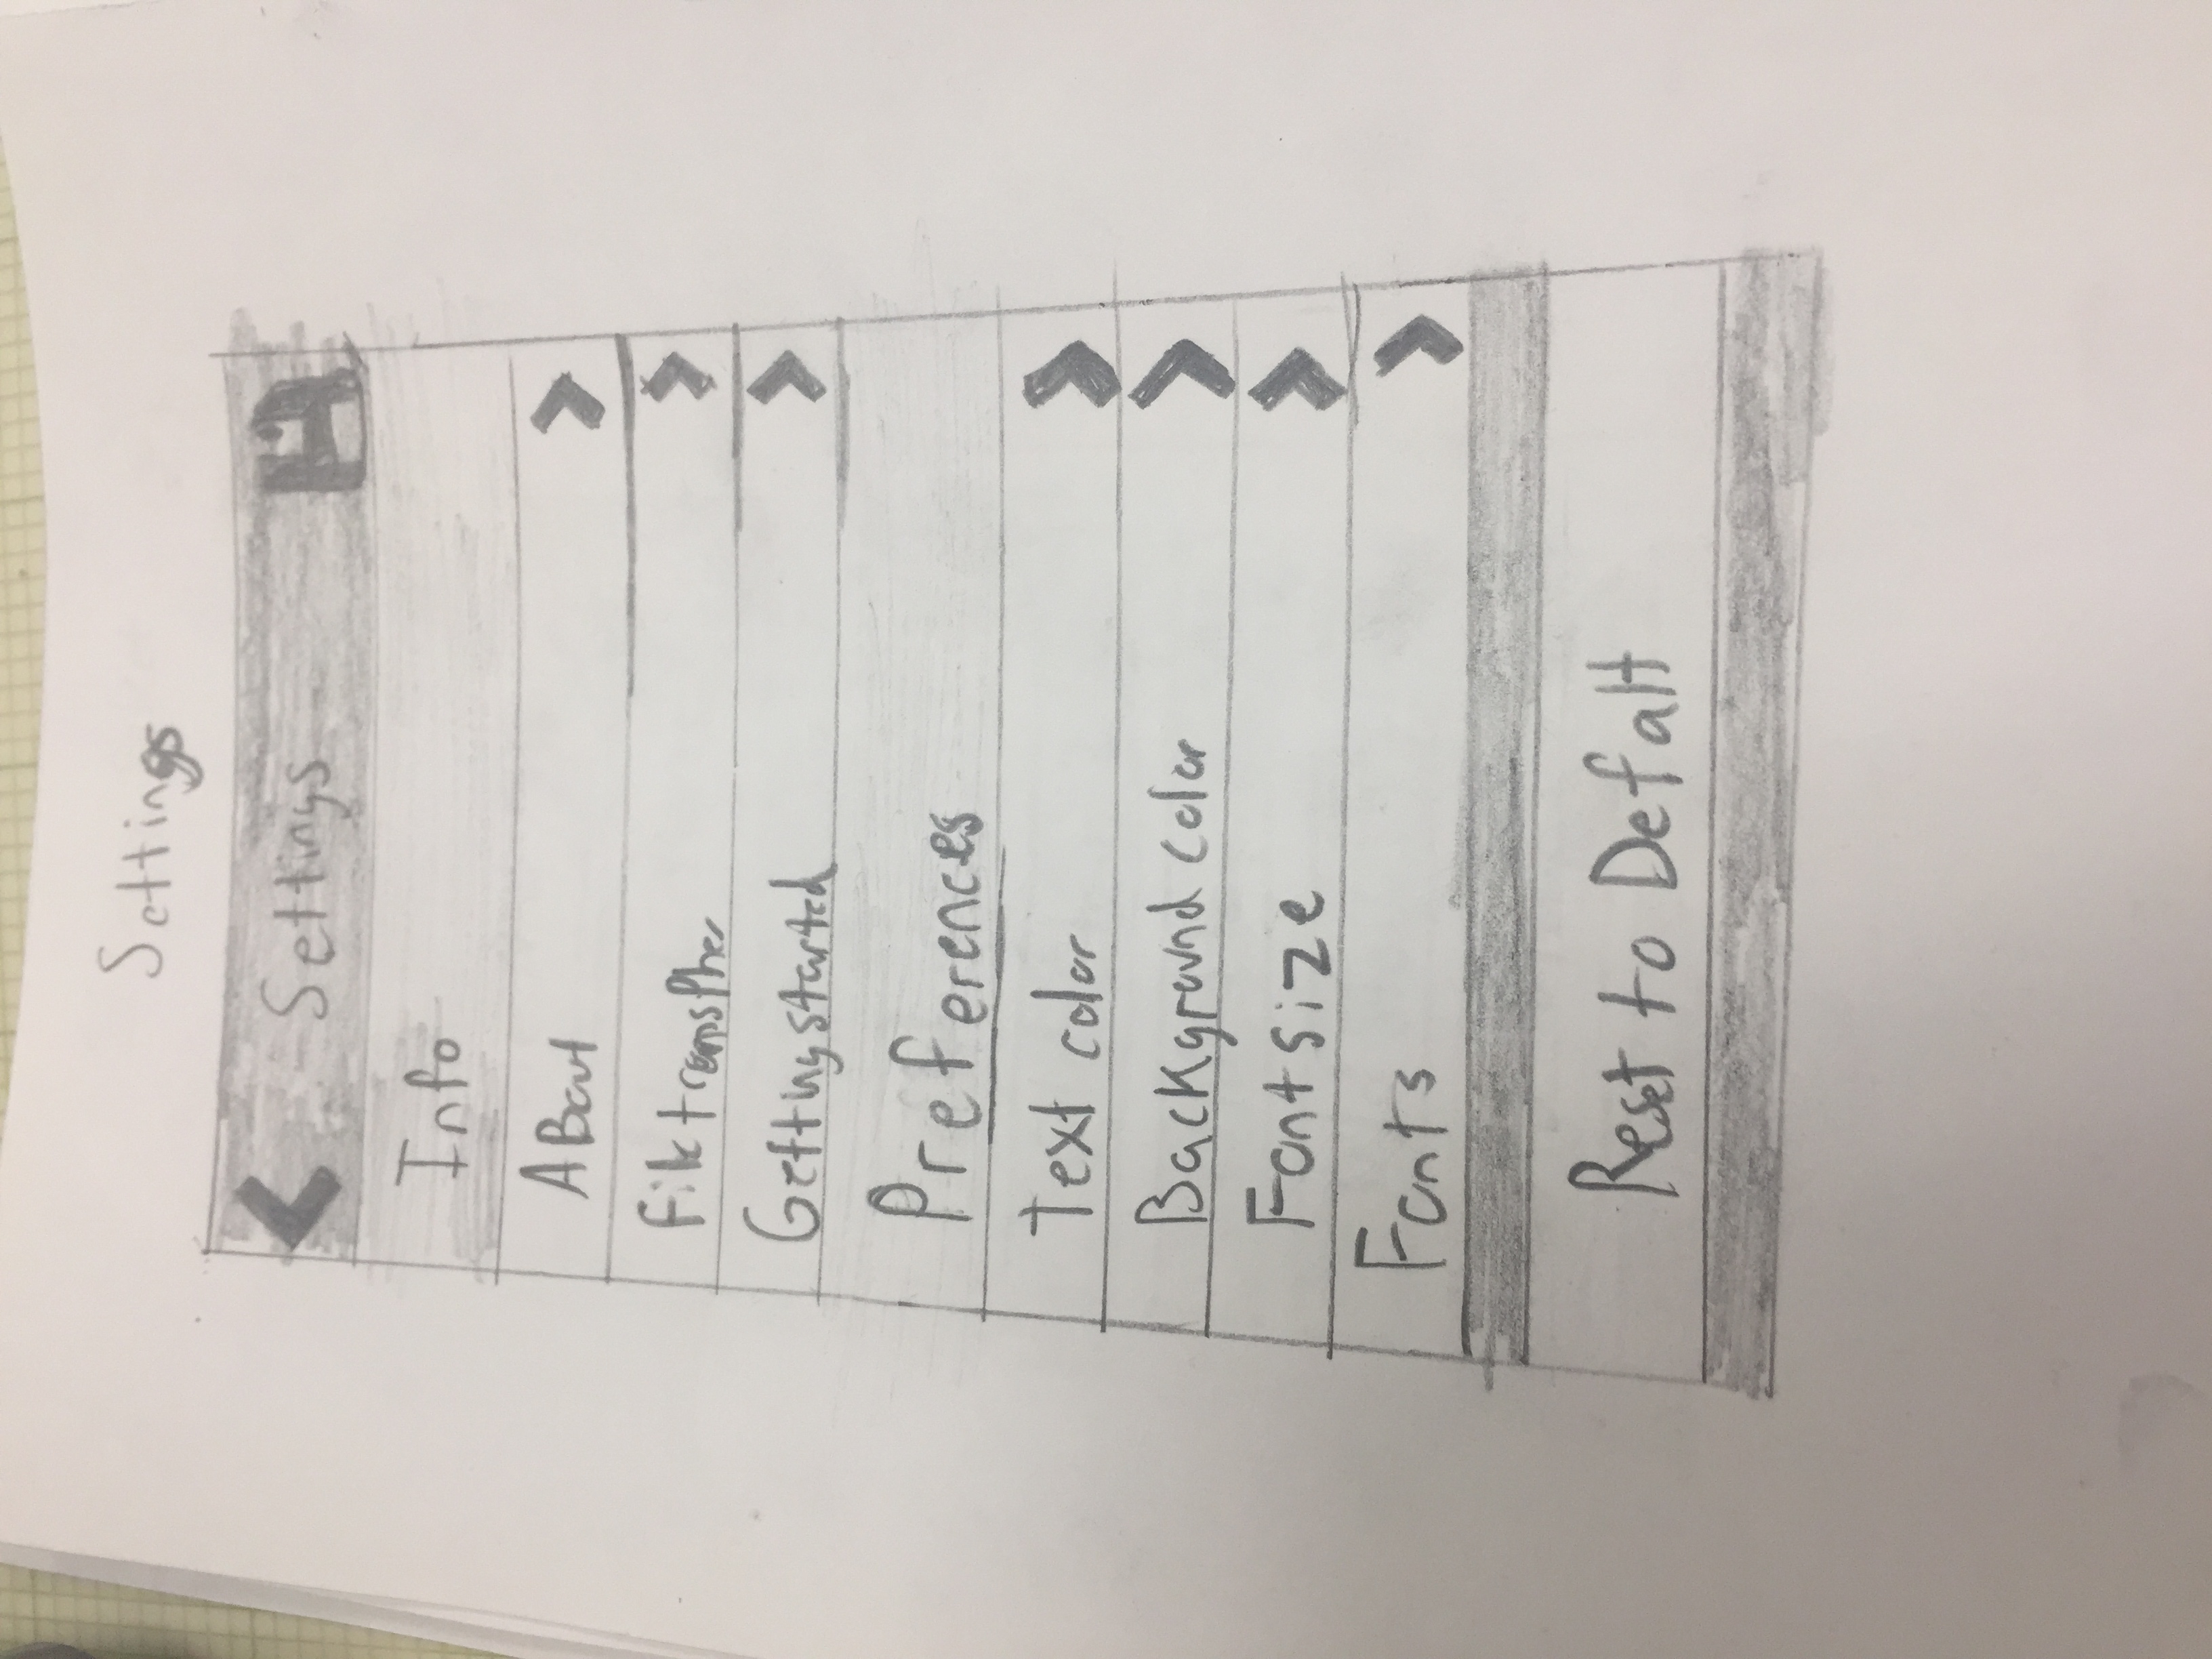 Settings
Settings
Info
ABout
File transPher
Getting started
Preferences
Text color
Background color
Font size
Fonts
Reset to Defalt